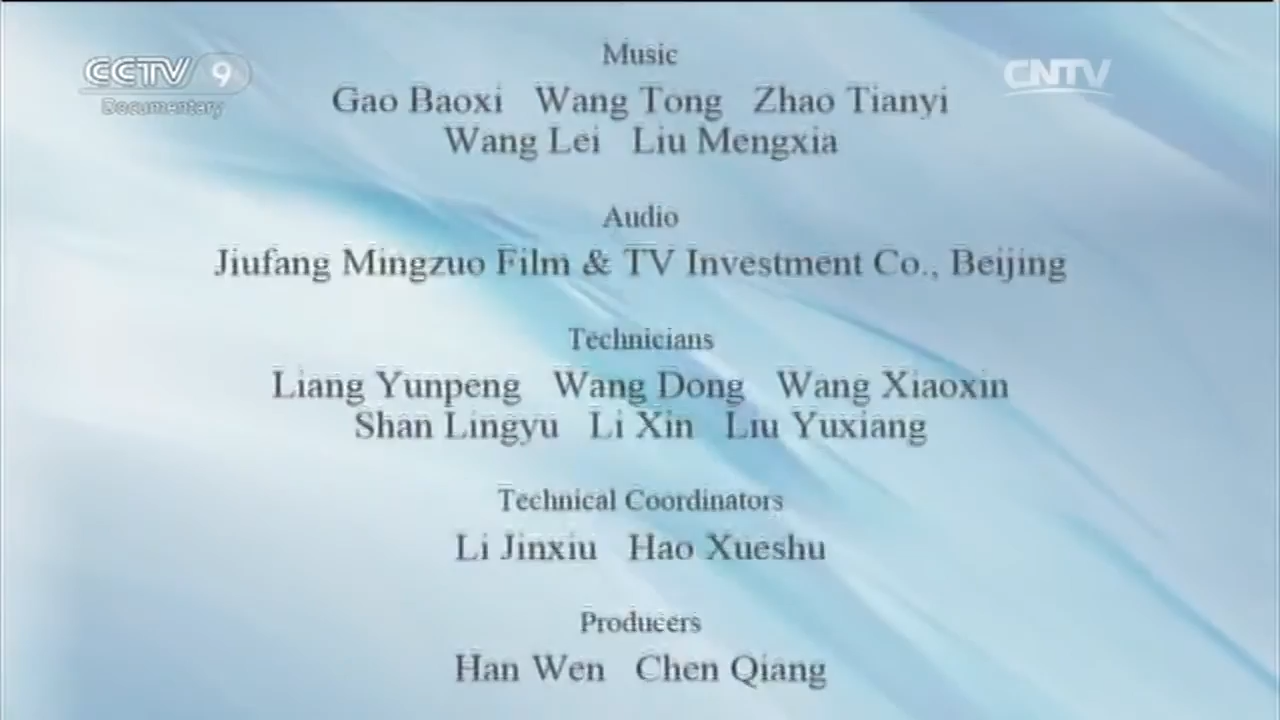 Music
CCTV 9
Documentary
CNTV
Gao Baoxi Wang Tong Zhao Tianyi
Wang Lei Liu Mengxia
Audio
Jiufang Mingzuo Film & TV Investment Co., Beijing
Technicians
Liang Yunpeng Wang Dong Wang Xiaoxin
Shan Lingyu Li Xin Liu Yuxiang
Technical Coordinators
Li Jinxiu Hao Xueshu
Producers
Han Wen Chen Qiang